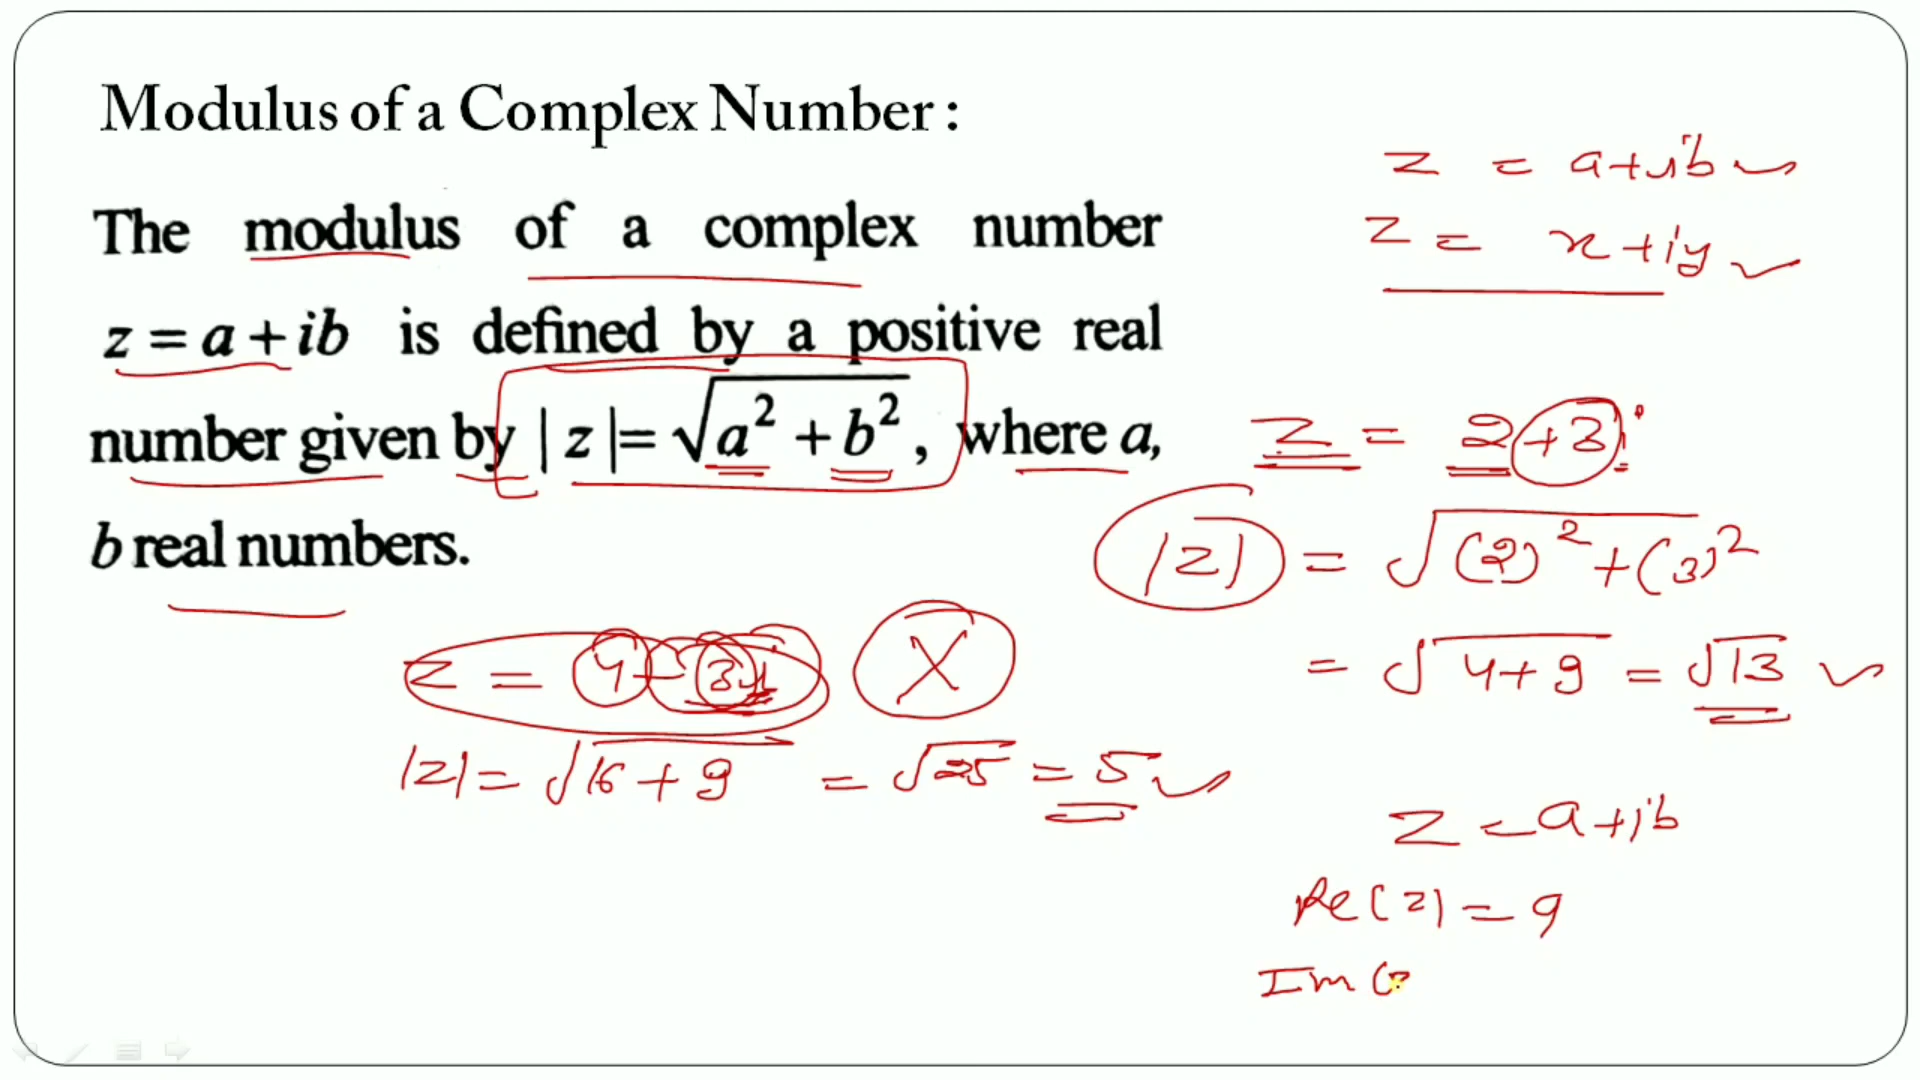 Modulus of a Complex Number :
The modulus of a complex number
z = a + ib is defined by a positive real
number given by | z |= √a² + b² , where a,
b real numbers.
z = a+ib
z = x+iy
z = 2+3i
|z| = √(2)²+(3)²
= √4+9 = √13
z = 4-3i X
|z| = √16+9 = √25 = 5
z = a+ib
Re(z) = a
Im(z